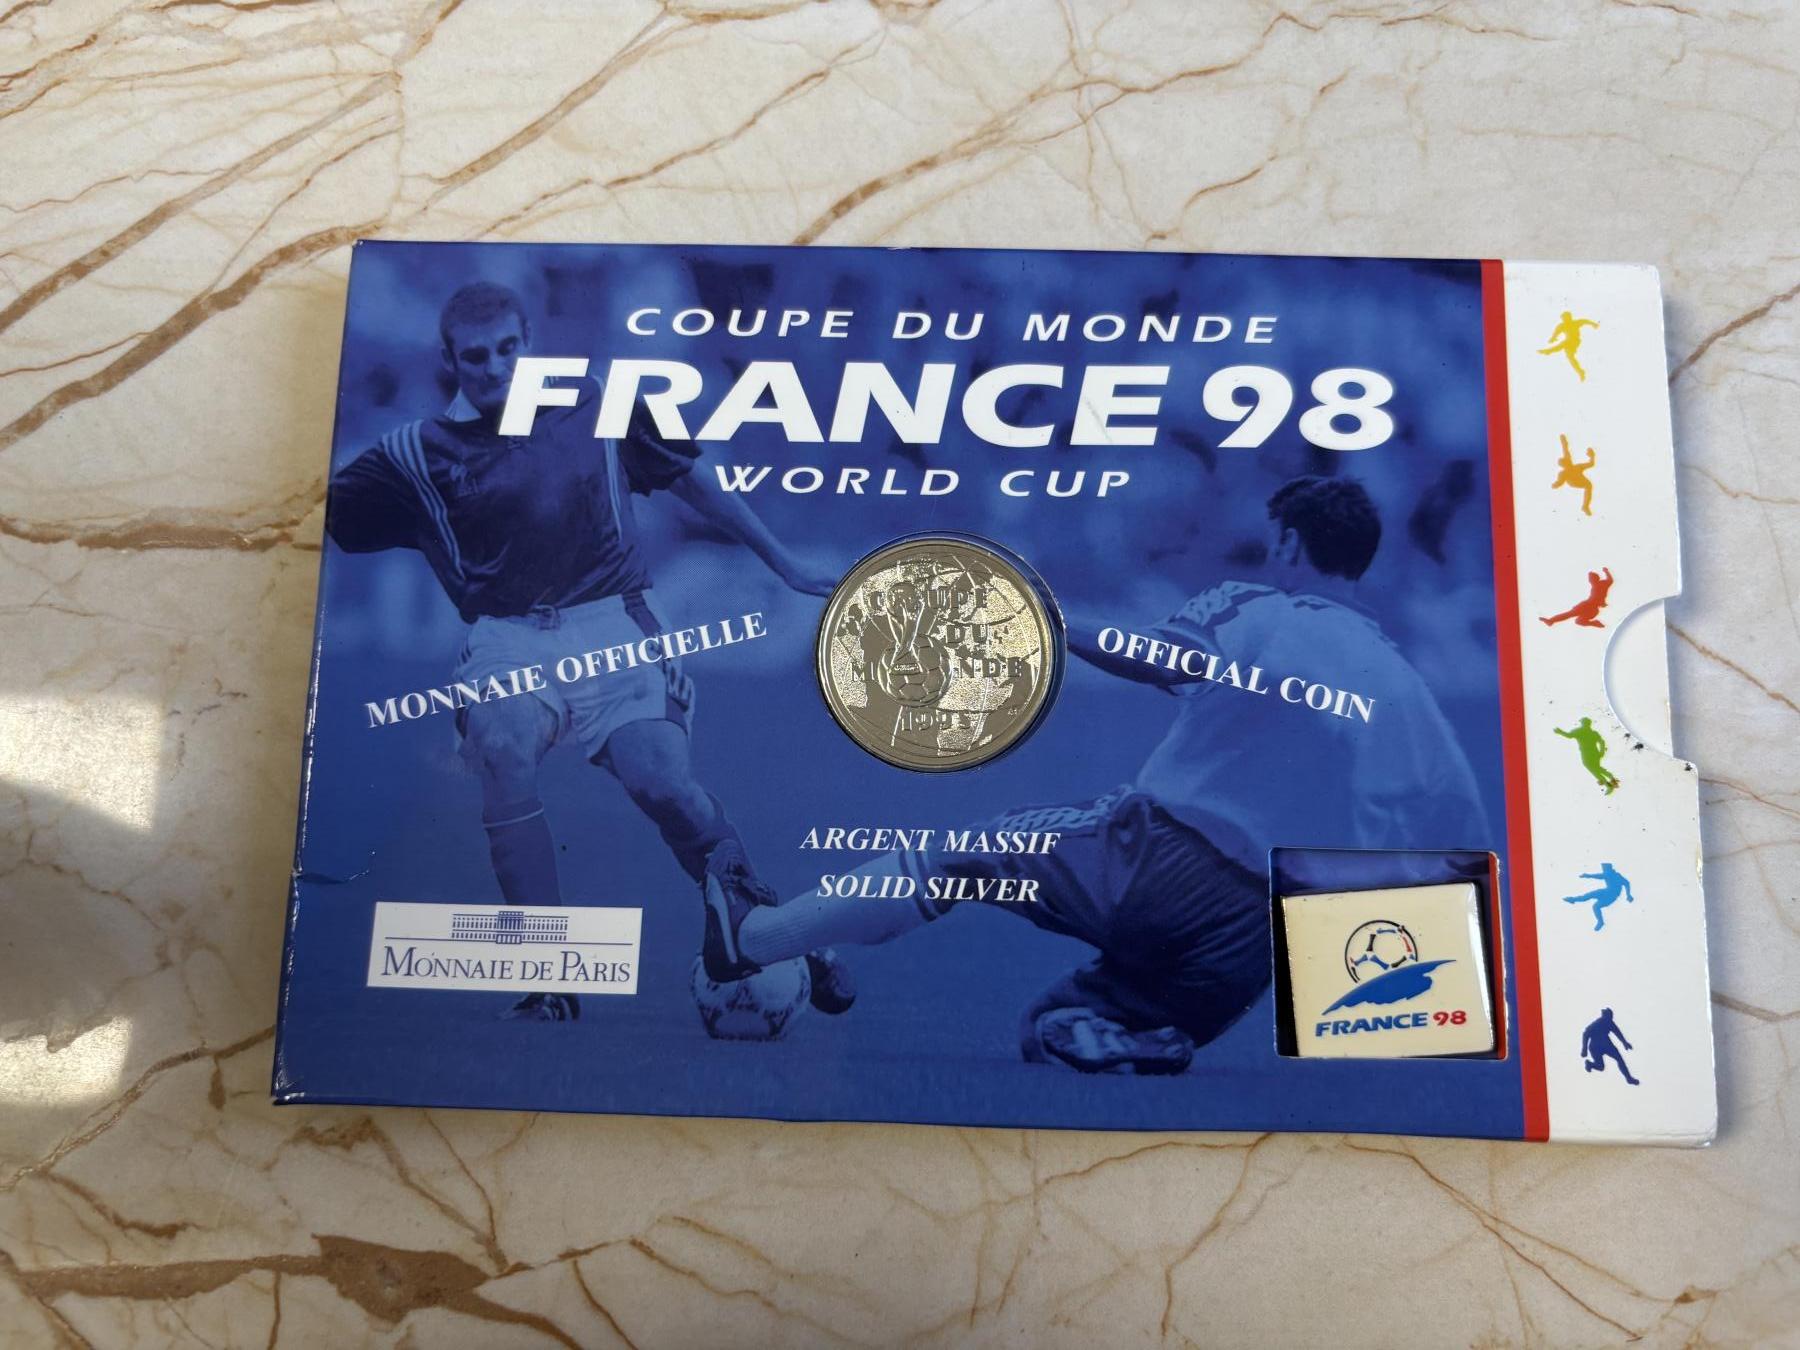 COUPE DU MONDE
FRANCE 98
WORLD CUP
MONNAIE OFFICIELLE
COUPE
DU
MONDE
OFFICIAL COIN
ARGENT MASSIF
SOLID SILVER
MONNAIE DE PARIS
FRANCE 98